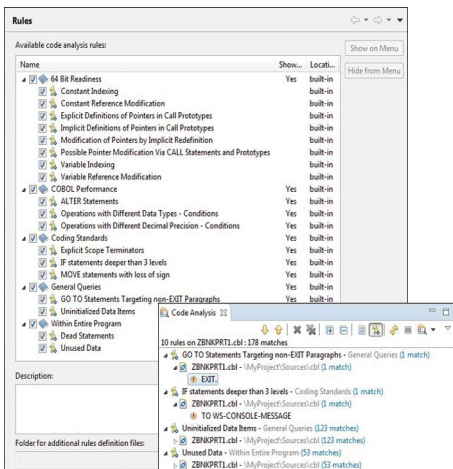 Rules
Available code analysis rules:
Show on Menu
Hide from Menu
Name Show... Locati...
64 Bit Readiness Yes built-in
Constant Indexing built-in
Constant Reference Modification built-in
Explicit Definitions of Pointers in Call Prototypes built-in
Implicit Definitions of Pointers in Call Prototypes built-in
Modification of Pointers by Implicit Redefinition built-in
Possible Pointer Modification Via CALL Statements and Prototypes built-in
Variable Indexing built-in
Variable Reference Modification built-in
COBOL Performance Yes built-in
ALTER Statements Yes built-in
Operations with Different Data Types - Conditions Yes built-in
Operations with Different Decimal Precision - Conditions Yes built-in
Coding Standards Yes built-in
Explicit Scope Terminators Yes built-in
IF statements deeper than 3 levels Yes built-in
MOVE statements with loss of sign Yes built-in
General Queries Yes built-in
GO TO Statements Targeting non-EXIT Paragraphs
Uninitialized Data Items
Within Entire Program
Dead Statements
Unused Data
Description:
Folder for additional rules definition files:
Code Analysis
10 rules on ZBNKPRT1.cbl : 178 matches
GO TO Statements Targeting non-EXIT Paragraphs - General Queries (1 match)
ZBNKPRT1.cbl - \MyProject\Sources\cbl (1 match)
EXIT.
IF statements deeper than 3 levels - Coding Standards (1 match)
ZBNKPRT1.cbl - \MyProject\Sources\cbl (1 match)
TO WS-CONSOLE-MESSAGE
Uninitialized Data Items - General Queries (123 matches)
ZBNKPRT1.cbl - \MyProject\Sources\cbl (123 matches)
Unused Data - Within Entire Program (53 matches)
ZBNKPRT1.cbl - \MyProject\Sources\cbl (53 matches)